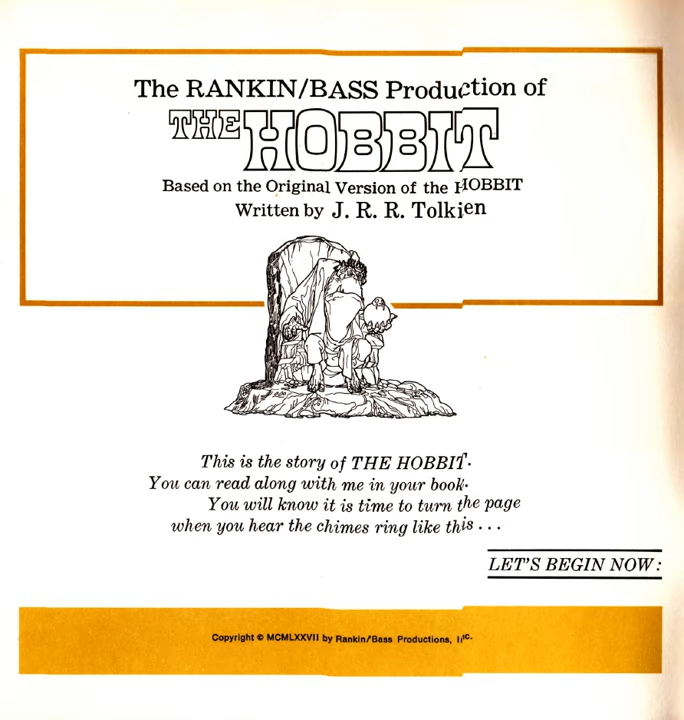 The RANKIN/BASS Production of
THE HOBBIT
Based on the Original Version of the HOBBIT
Written by J. R. R. Tolkien
This is the story of THE HOBBIT.
You can read along with me in your book.
You will know it is time to turn the page
when you hear the chimes ring like this . . .
LET'S BEGIN NOW:
Copyright © MCMLXXVII by Rankin/Bass Productions, Inc.